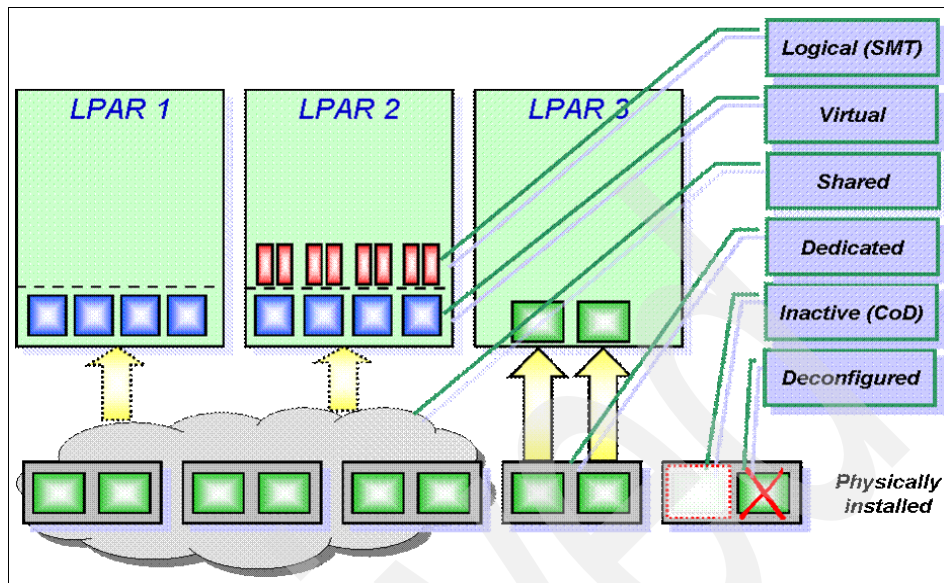 Logical (SMT)
LPAR 1
LPAR 2
LPAR 3
Virtual
Shared
Dedicated
Inactive (CoD)
Deconfigured
Physically
installed